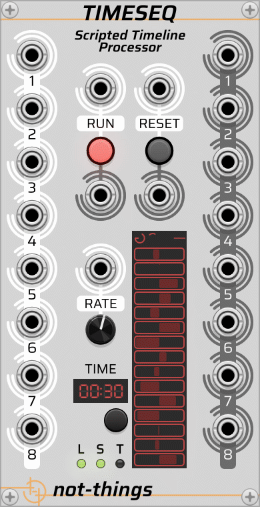 TIMESEQ
Scripted Timeline
Processor
1
2
3
4
5
6
7
8
RUN
RESET
RATE
TIME
00:30
L S T
1
2
3
4
5
6
7
8
not-things